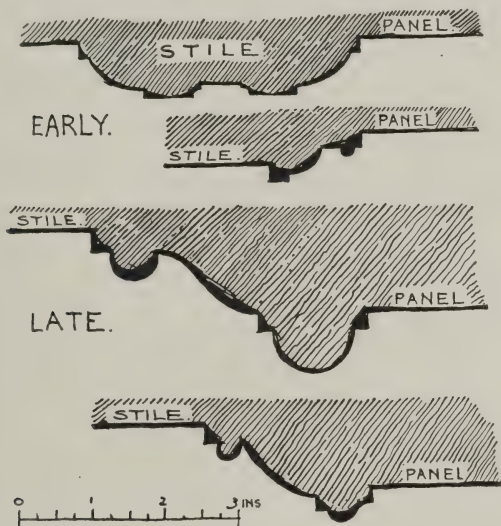 PANEL.
STILE.
EARLY.
PANEL
STILE.
STILE.
PANEL
LATE.
STILE.
PANEL
0 1 2 3 INS